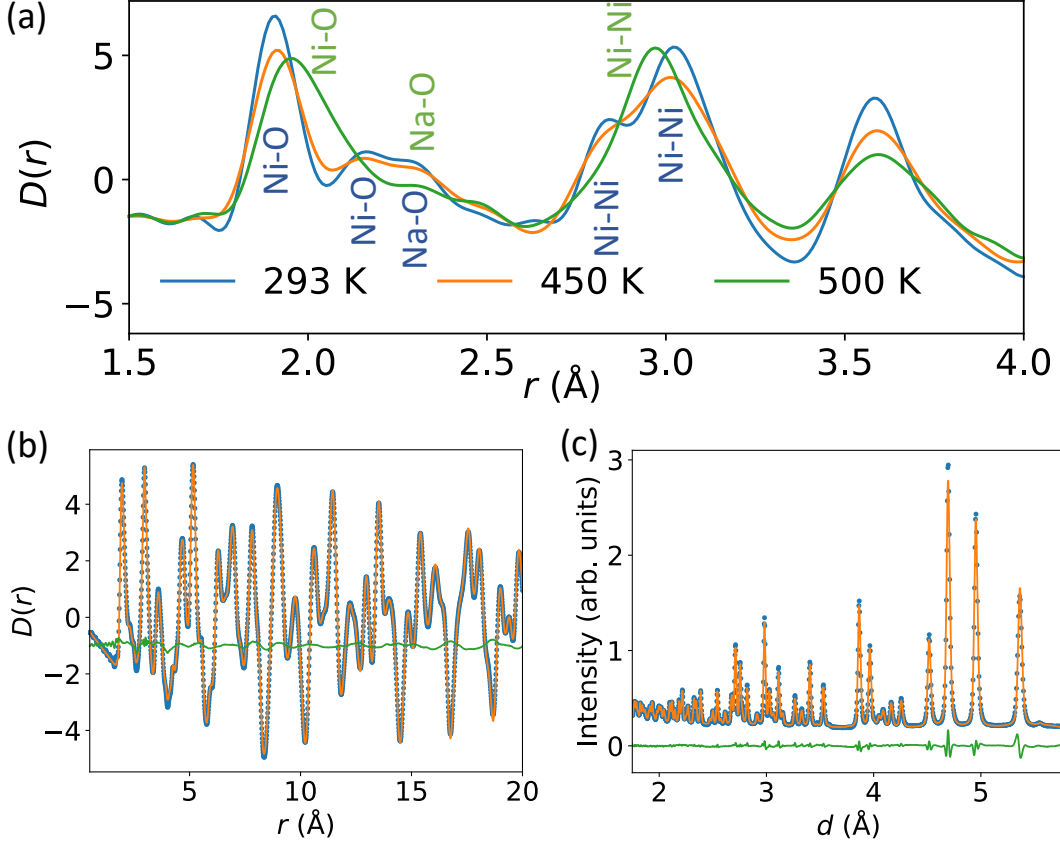 (a)
Ni-O
Na-O
Ni-Ni
Ni-O
Ni-O
Na-O
Ni-Ni
Ni-Ni
5
0
−5
D(r)
293 K 450 K 500 K
1.5 2.0 2.5 3.0 3.5 4.0
r (Å)
(b)
4
2
0
−2
−4
D(r)
5 10 15 20
r (Å)
(c)
3
2
1
0
Intensity (arb. units)
2 3 4 5
d (Å)